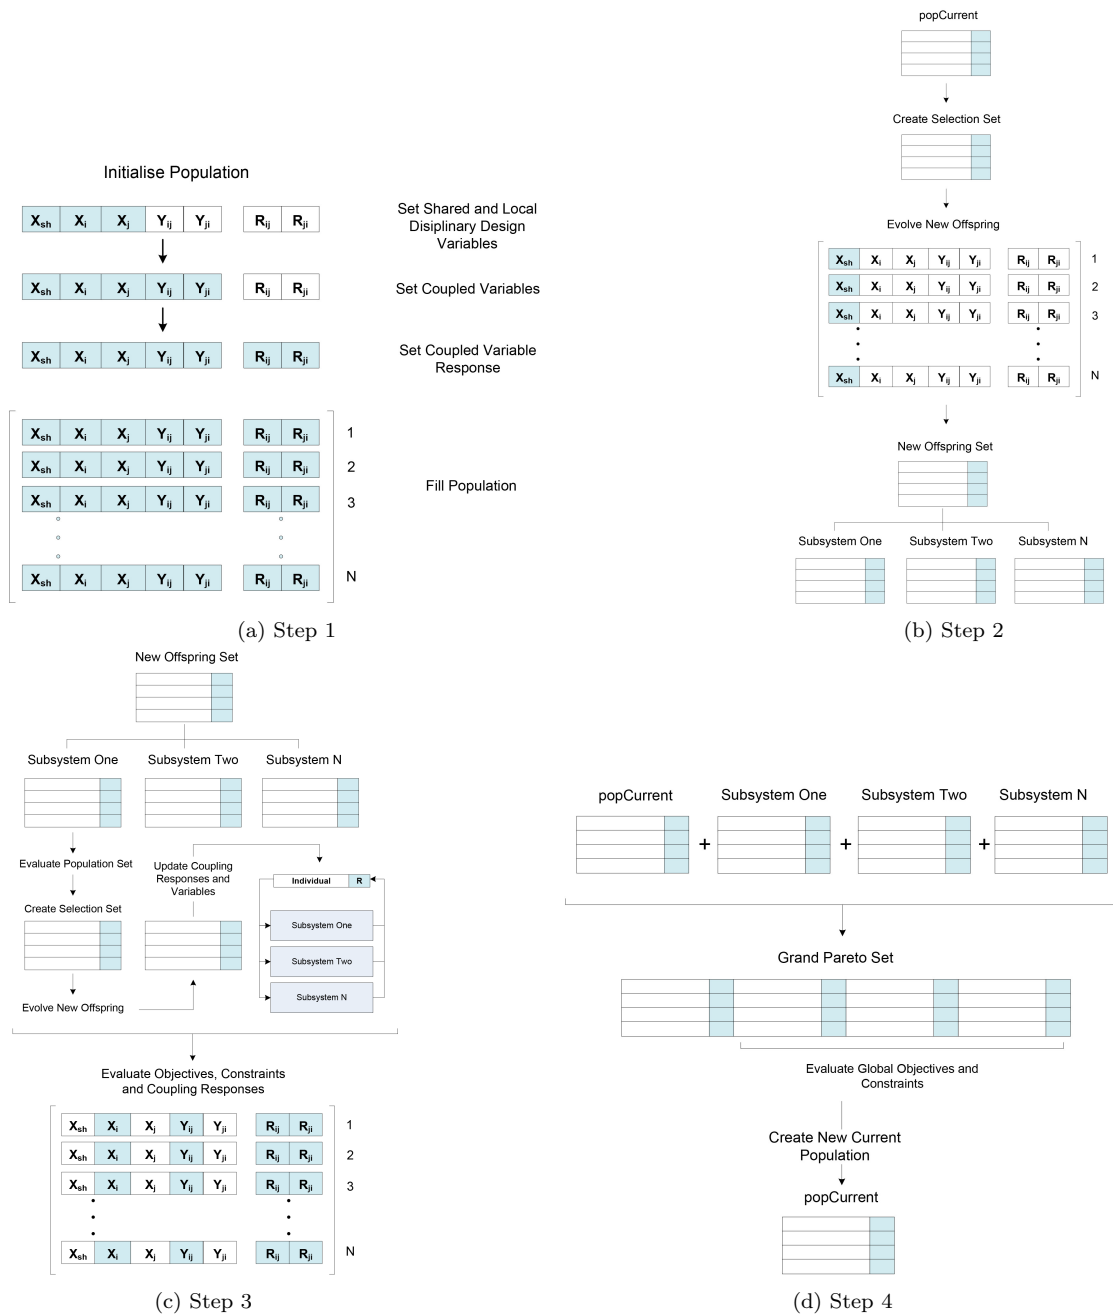 Initialise Population
Xsh Xi Xj Yij Yji Rij Rji
Set Shared and Local
Disiplinary Design
Variables
Xsh Xi Xj Yij Yji Rij Rji
Set Coupled Variables
Xsh Xi Xj Yij Yji Rij Rji
Set Coupled Variable
Response
Xsh Xi Xj Yij Yji Rij Rji 1
Xsh Xi Xj Yij Yji Rij Rji 2
Fill Population
Xsh Xi Xj Yij Yji Rij Rji 3
Xsh Xi Xj Yij Yji Rij Rji N
(a) Step 1
popCurrent
Create Selection Set
Evolve New Offspring
Xsh Xi Xj Yij Yji Rij Rji 1
Xsh Xi Xj Yij Yji Rij Rji 2
Xsh Xi Xj Yij Yji Rij Rji 3
Xsh Xi Xj Yij Yji Rij Rji N
New Offspring Set
Subsystem One Subsystem Two Subsystem N
(b) Step 2
New Offspring Set
Subsystem One Subsystem Two Subsystem N
Evaluate Population Set
Create Selection Set
Evolve New Offspring
Update Coupling
Responses and
Variables
Individual R
Subsystem One
Subsystem Two
Subsystem N
Evaluate Objectives, Constraints
and Coupling Responses
Xsh Xi Xj Yij Yji Rij Rji 1
Xsh Xi Xj Yij Yji Rij Rji 2
Xsh Xi Xj Yij Yji Rij Rji 3
Xsh Xi Xj Yij Yji Rij Rji N
(c) Step 3
popCurrent Subsystem One Subsystem Two Subsystem N
+ + +
Grand Pareto Set
Evaluate Global Objectives and
Constraints
Create New Current
Population
popCurrent
(d) Step 4